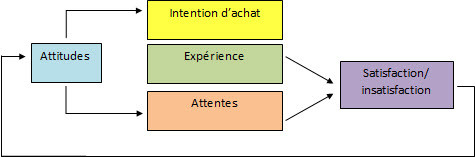 Intention d'achat
Attitudes
Expérience
Attentes
Satisfaction/
insatisfaction